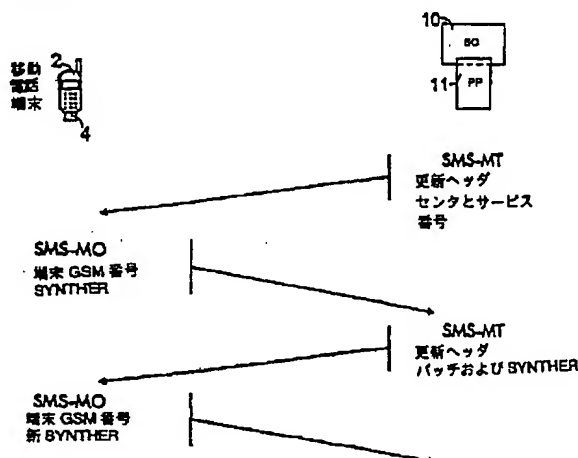 10
SG
2
移動
電話
端末
11
PP
4
SMS-MT
更新ヘッダ
センタとサービス
番号
SMS-MO
端末 GSM 番号
SYNTHER
SMS-MT
更新ヘッダ
パッチおよび SYNTHER
SMS-MO
端末 GSM 番号
新 SYNTHER